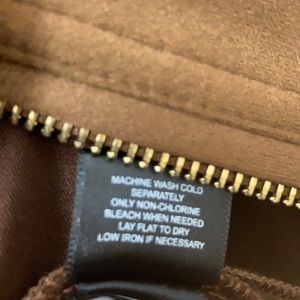 MACHINE WASH COLD
SEPARATELY
ONLY NON-CHLORINE
BLEACH WHEN NEEDED
LAY FLAT TO DRY
LOW IRON IF NECESSARY